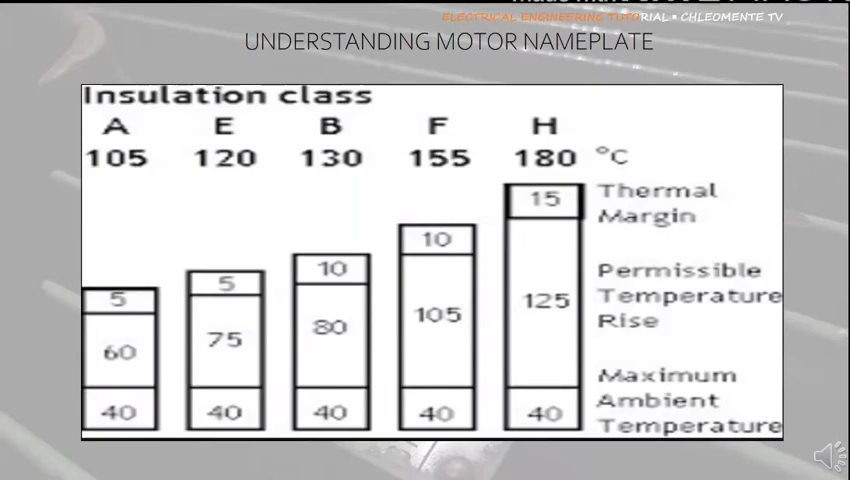 ELECTRICAL ENGINEERING TUTORIAL • CHLEOMENTE TV
UNDERSTANDING MOTOR NAMEPLATE
Insulation class
A E B F H
105 120 130 155 180 °C
15 Thermal
Margin
10
10
5
5
Permissible
125 Temperature
105
Rise
80
75
60
Maximum
Ambient
40 40 40 40 40
Temperature